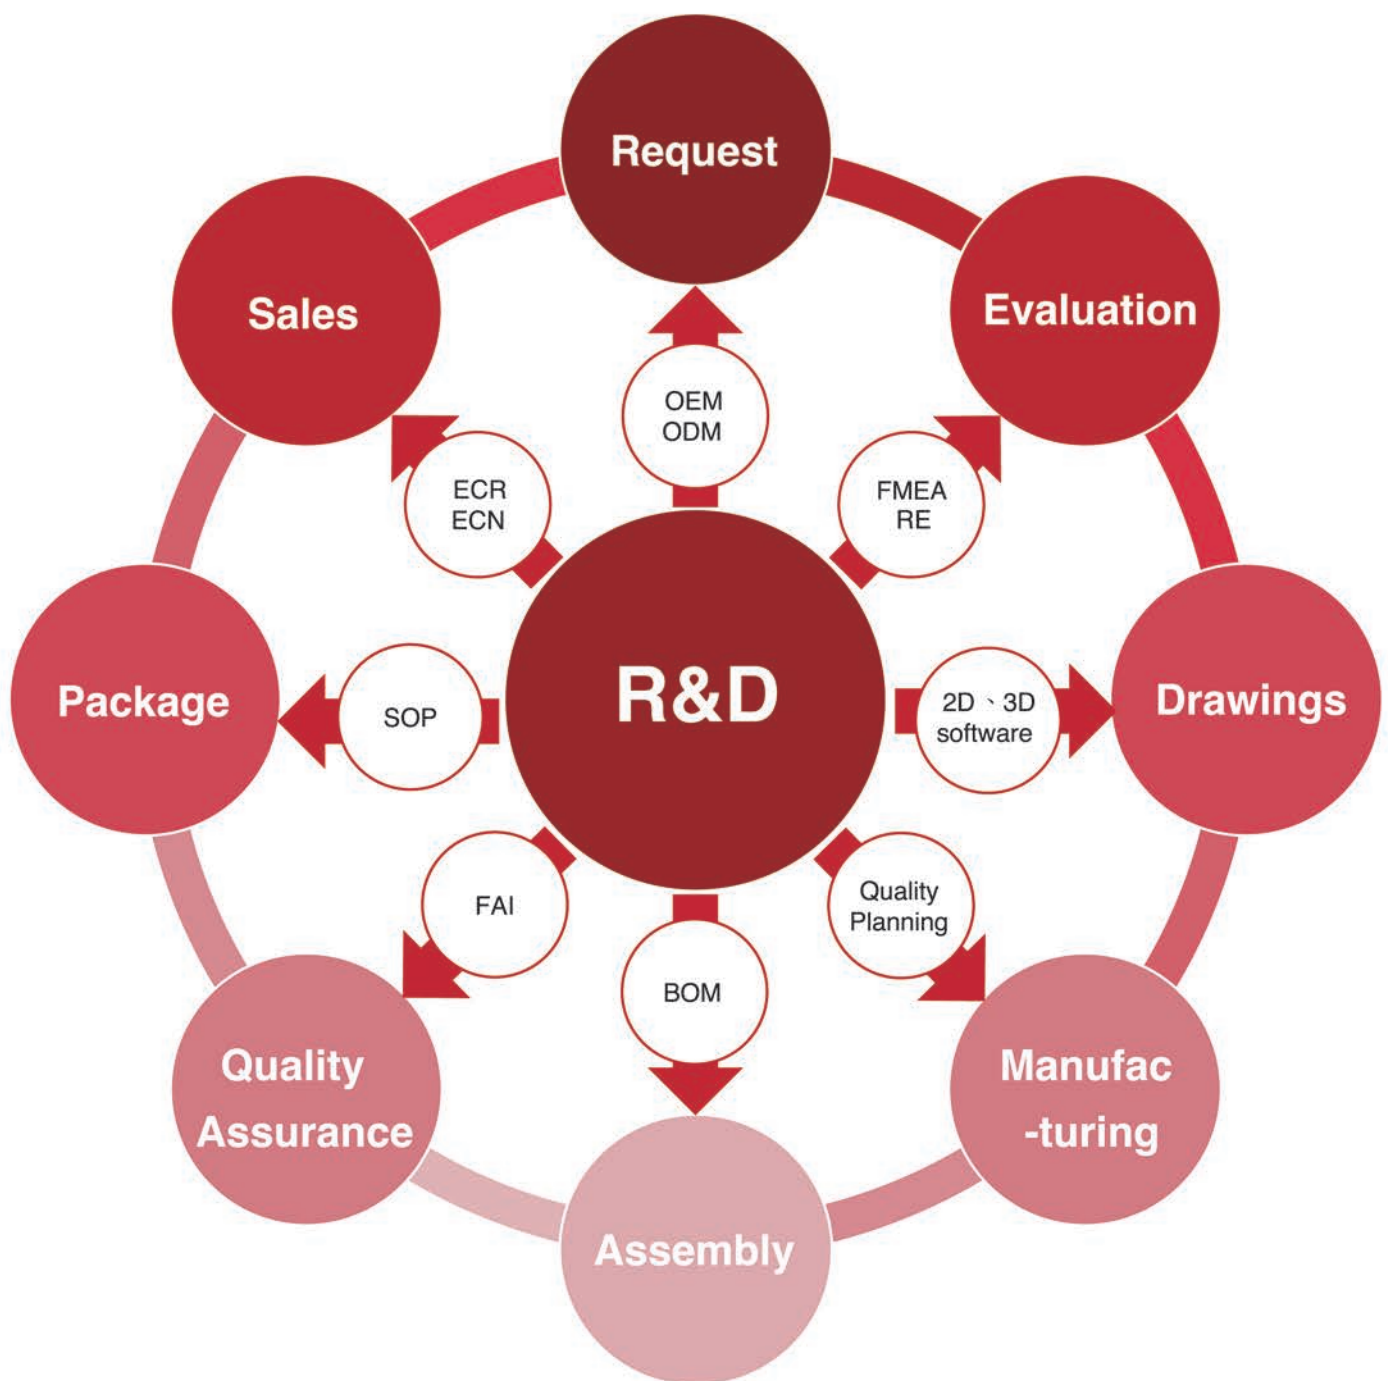 Request
Sales
Evaluation
OEM
ODM
ECR
ECN
FMEA
RE
Package
SOP
R&D
2D、3D
software
Drawings
FAI
Quality
Planning
BOM
Quality
Assurance
Manufac
-turing
Assembly